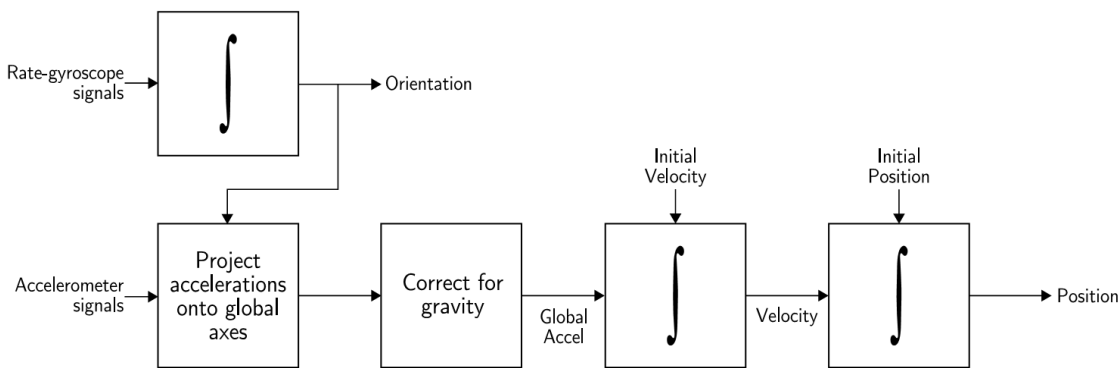 Rate-gyroscope
signals
∫
Orientation
Initial
Velocity
Initial
Position
Accelerometer
signals
Project
accelerations
onto global
axes
Correct for
gravity
Global
Accel
∫
Velocity
∫
Position